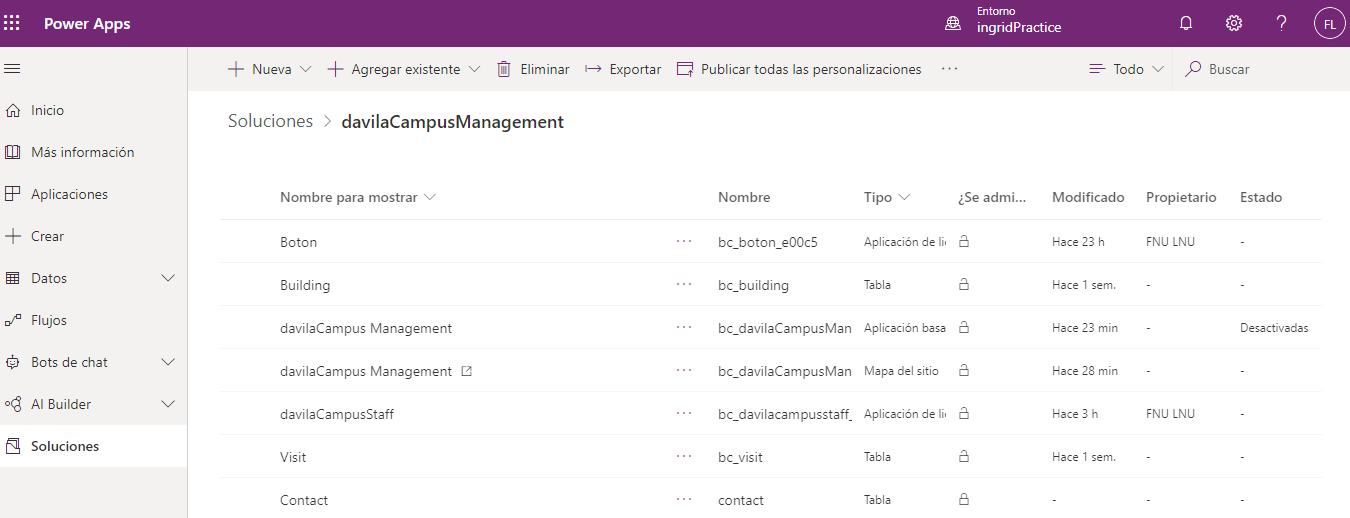 Power Apps
Entorno
ingridPractice
FL
Nueva
Agregar existente
Eliminar
Exportar
Publicar todas las personalizaciones
Todo
Buscar
Inicio
Más información
Aplicaciones
Crear
Datos
Flujos
Bots de chat
AI Builder
Soluciones
Soluciones > davilaCampusManagement
Nombre para mostrar Nombre Tipo ¿Se admi... Modificado Propietario Estado
Boton ... bc_boton_e00c5 Aplicación de lie Hace 23 h FNU LNU -
Building ... bc_building Tabla Hace 1 sem. - -
davilaCampus Management ... bc_davilaCampusMan Aplicación basa Hace 23 min - Desactivadas
davilaCampus Management ... bc_davilaCampusMan Mapa del sitio Hace 28 min - -
davilaCampusStaff ... bc_davilacampusstaff_ Aplicación de lie Hace 3 h FNU LNU -
Visit ... bc_visit Tabla Hace 1 sem. - -
Contact ... contact Tabla - - -